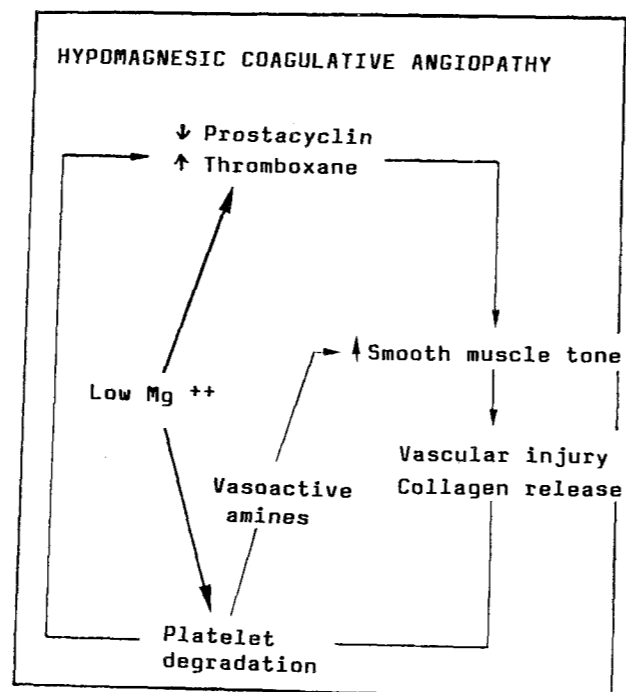 HYPOMAGNESIC COAGULATIVE ANGIOPATHY
↓ Prostacyclin
↑ Thromboxane
↑ Smooth muscle tone
Low Mg ++
Vascular injury
Collagen release
Vasoactive
amines
Platelet
degradation